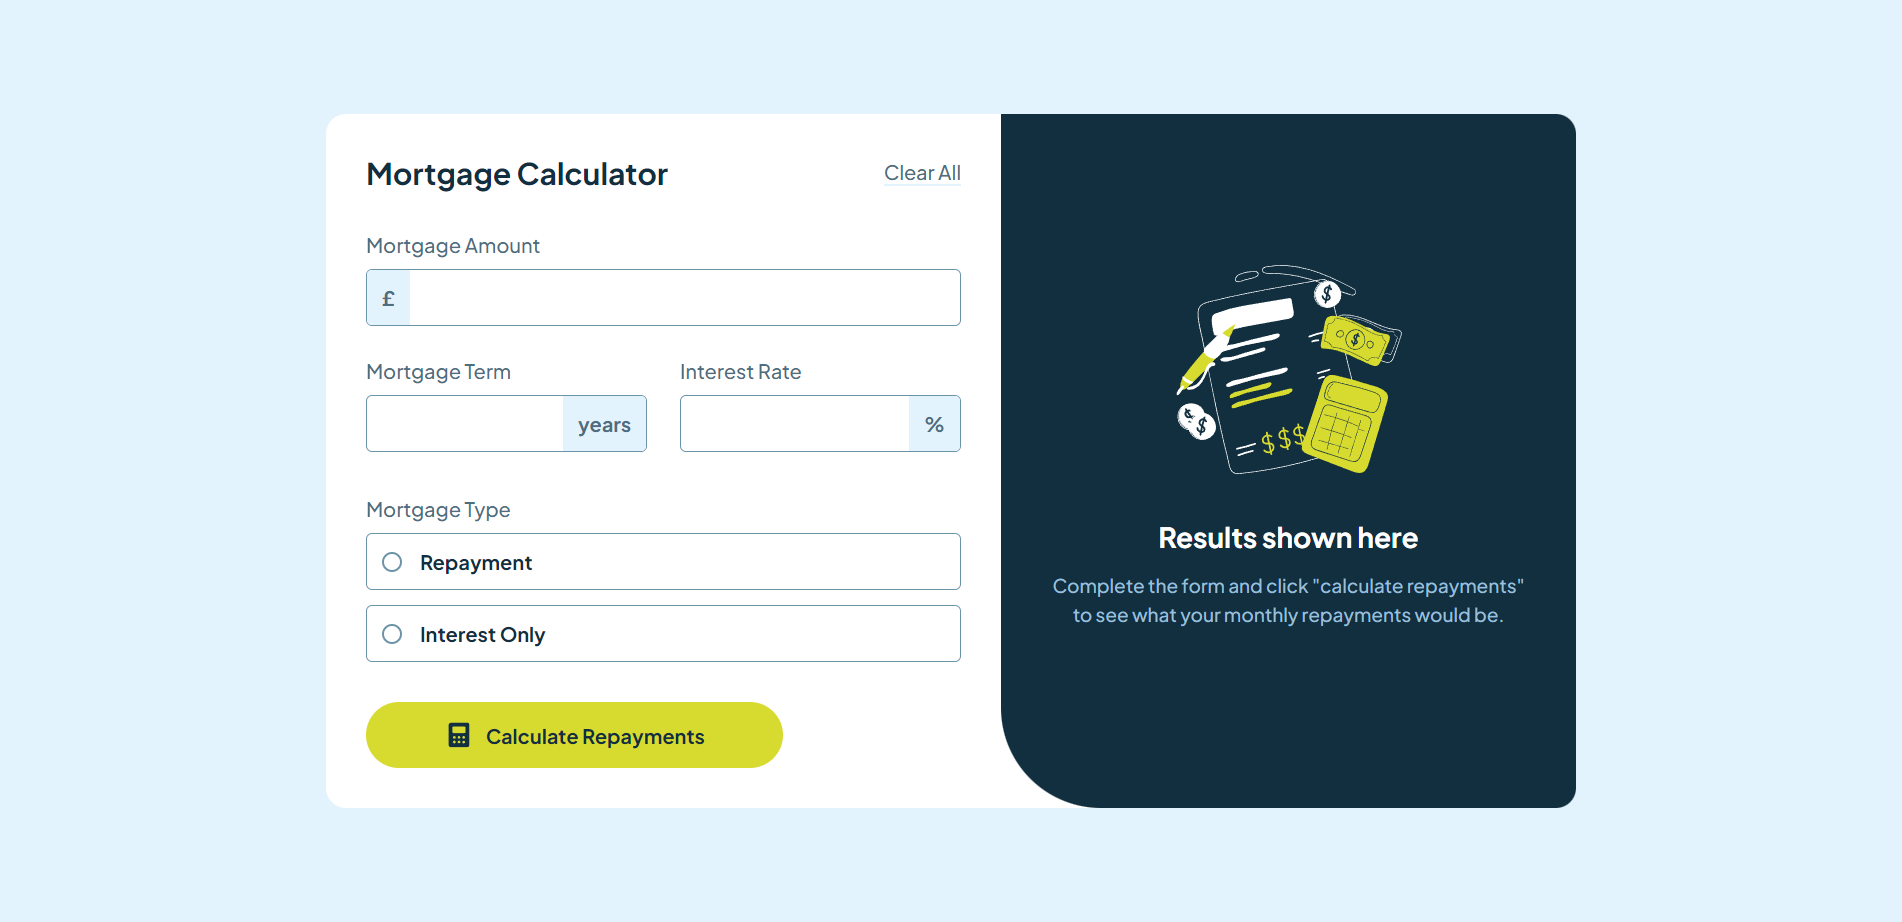 Mortgage Calculator
Clear All
Mortgage Amount
£
Mortgage Term
Interest Rate
years
%
Mortgage Type
Repayment
Interest Only
Calculate Repayments
$
$
$
$
= $$$
Results shown here
Complete the form and click "calculate repayments"
to see what your monthly repayments would be.